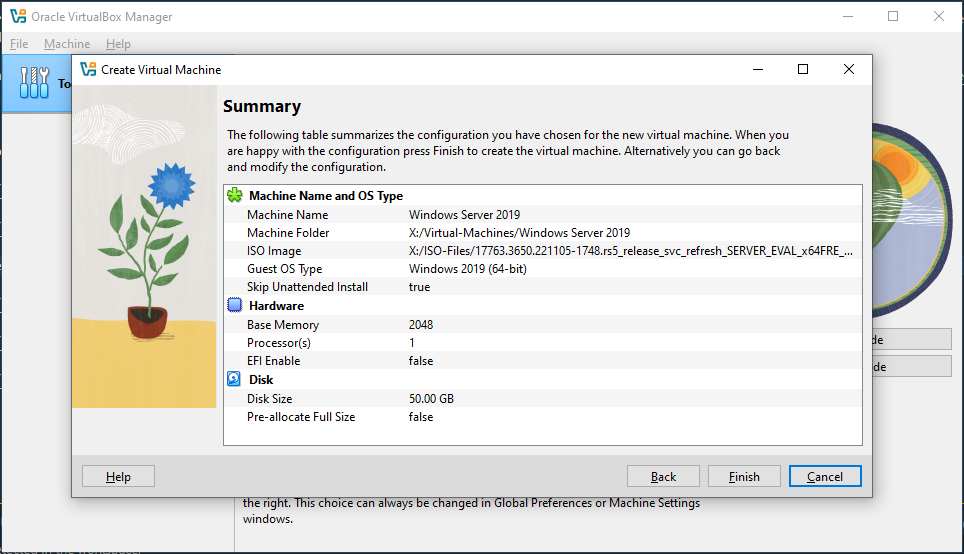 Oracle VirtualBox Manager
File Machine Help
Create Virtual Machine
Summary
The following table summarizes the configuration you have chosen for the new virtual machine. When you
are happy with the configuration press Finish to create the virtual machine. Alternatively you can go back
and modify the configuration.
Machine Name and OS Type
Machine Name Windows Server 2019
Machine Folder X:/Virtual-Machines/Windows Server 2019
ISO Image X:/ISO-Files/17763.3650.221105-1748.rs5_release_svc_refresh_SERVER_EVAL_x64FRE_...
Guest OS Type Windows 2019 (64-bit)
Skip Unattended Install true
Hardware
Base Memory 2048
Processor(s) 1
EFI Enable false
Disk
Disk Size 50.00 GB
Pre-allocate Full Size false
Help Back Finish Cancel
the right. This choice can always be changed in Global Preferences or Machine Settings
windows.